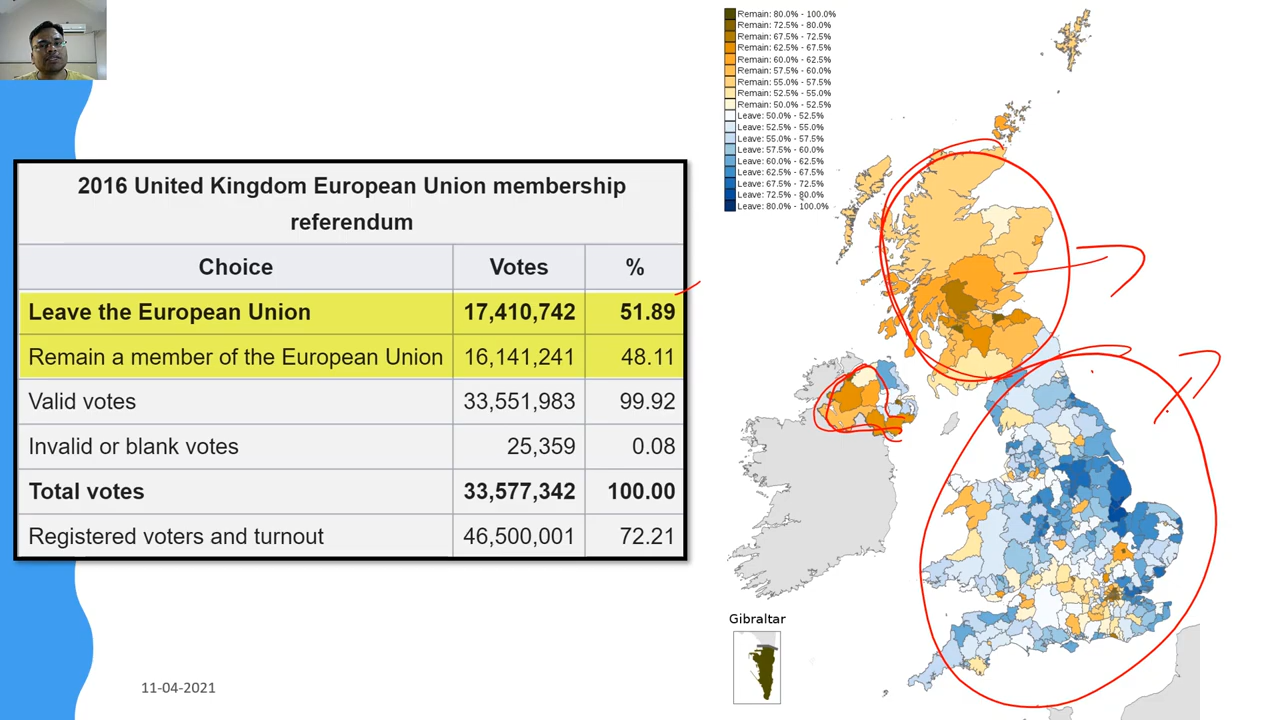 2016 United Kingdom European Union membership
referendum
Choice Votes %
Leave the European Union 17,410,742 51.89
Remain a member of the European Union 16,141,241 48.11
Valid votes 33,551,983 99.92
Invalid or blank votes 25,359 0.08
Total votes 33,577,342 100.00
Registered voters and turnout 46,500,001 72.21
11-04-2021
Remain: 80.0% - 100.0%
Remain: 72.5% - 80.0%
Remain: 67.5% - 72.5%
Remain: 62.5% - 67.5%
Remain: 60.0% - 62.5%
Remain: 57.5% - 60.0%
Remain: 55.0% - 57.5%
Remain: 52.5% - 55.0%
Remain: 50.0% - 52.5%
Leave: 50.0% - 52.5%
Leave: 52.5% - 55.0%
Leave: 55.0% - 57.5%
Leave: 57.5% - 60.0%
Leave: 60.0% - 62.5%
Leave: 62.5% - 67.5%
Leave: 67.5% - 72.5%
Leave: 72.5% - 80.0%
Leave: 80.0% - 100.0%
Gibraltar